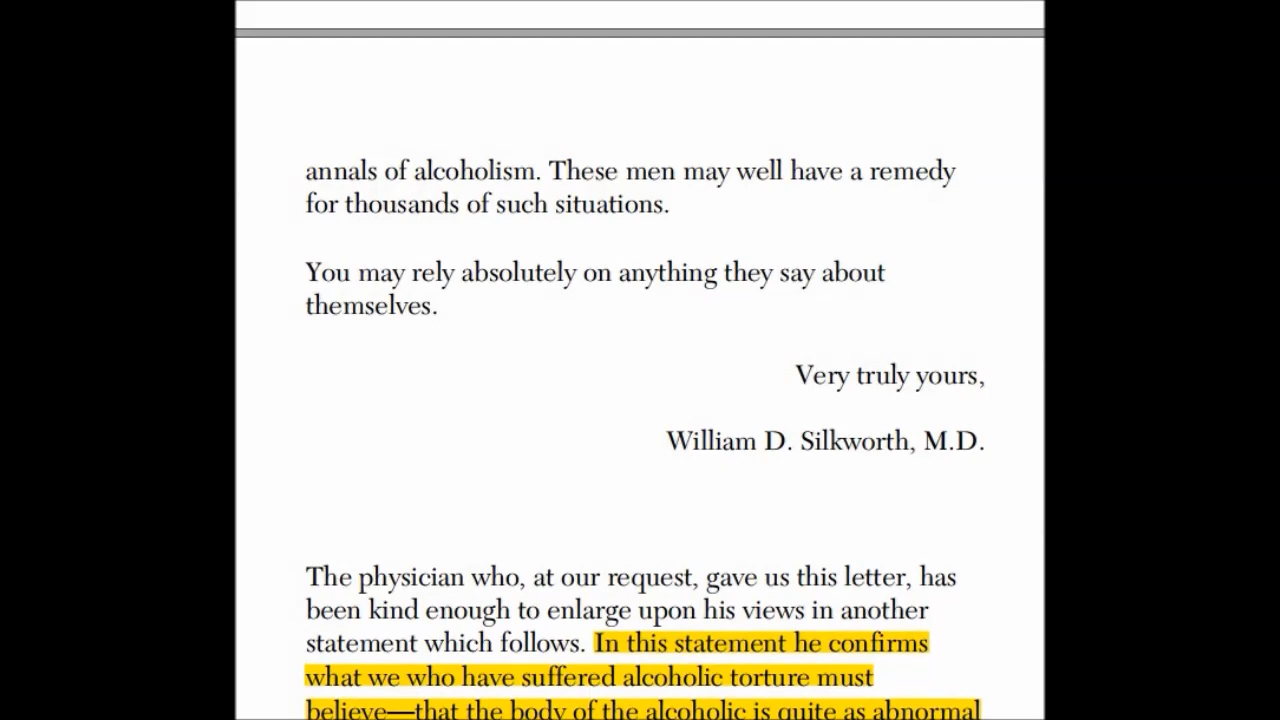 annals of alcoholism. These men may well have a remedy
for thousands of such situations.
You may rely absolutely on anything they say about
themselves.
Very truly yours,
William D. Silkworth, M.D.
The physician who, at our request, gave us this letter, has
been kind enough to enlarge upon his views in another
statement which follows. In this statement he confirms
what we who have suffered alcoholic torture must
believe—that the body of the alcoholic is quite as abnormal